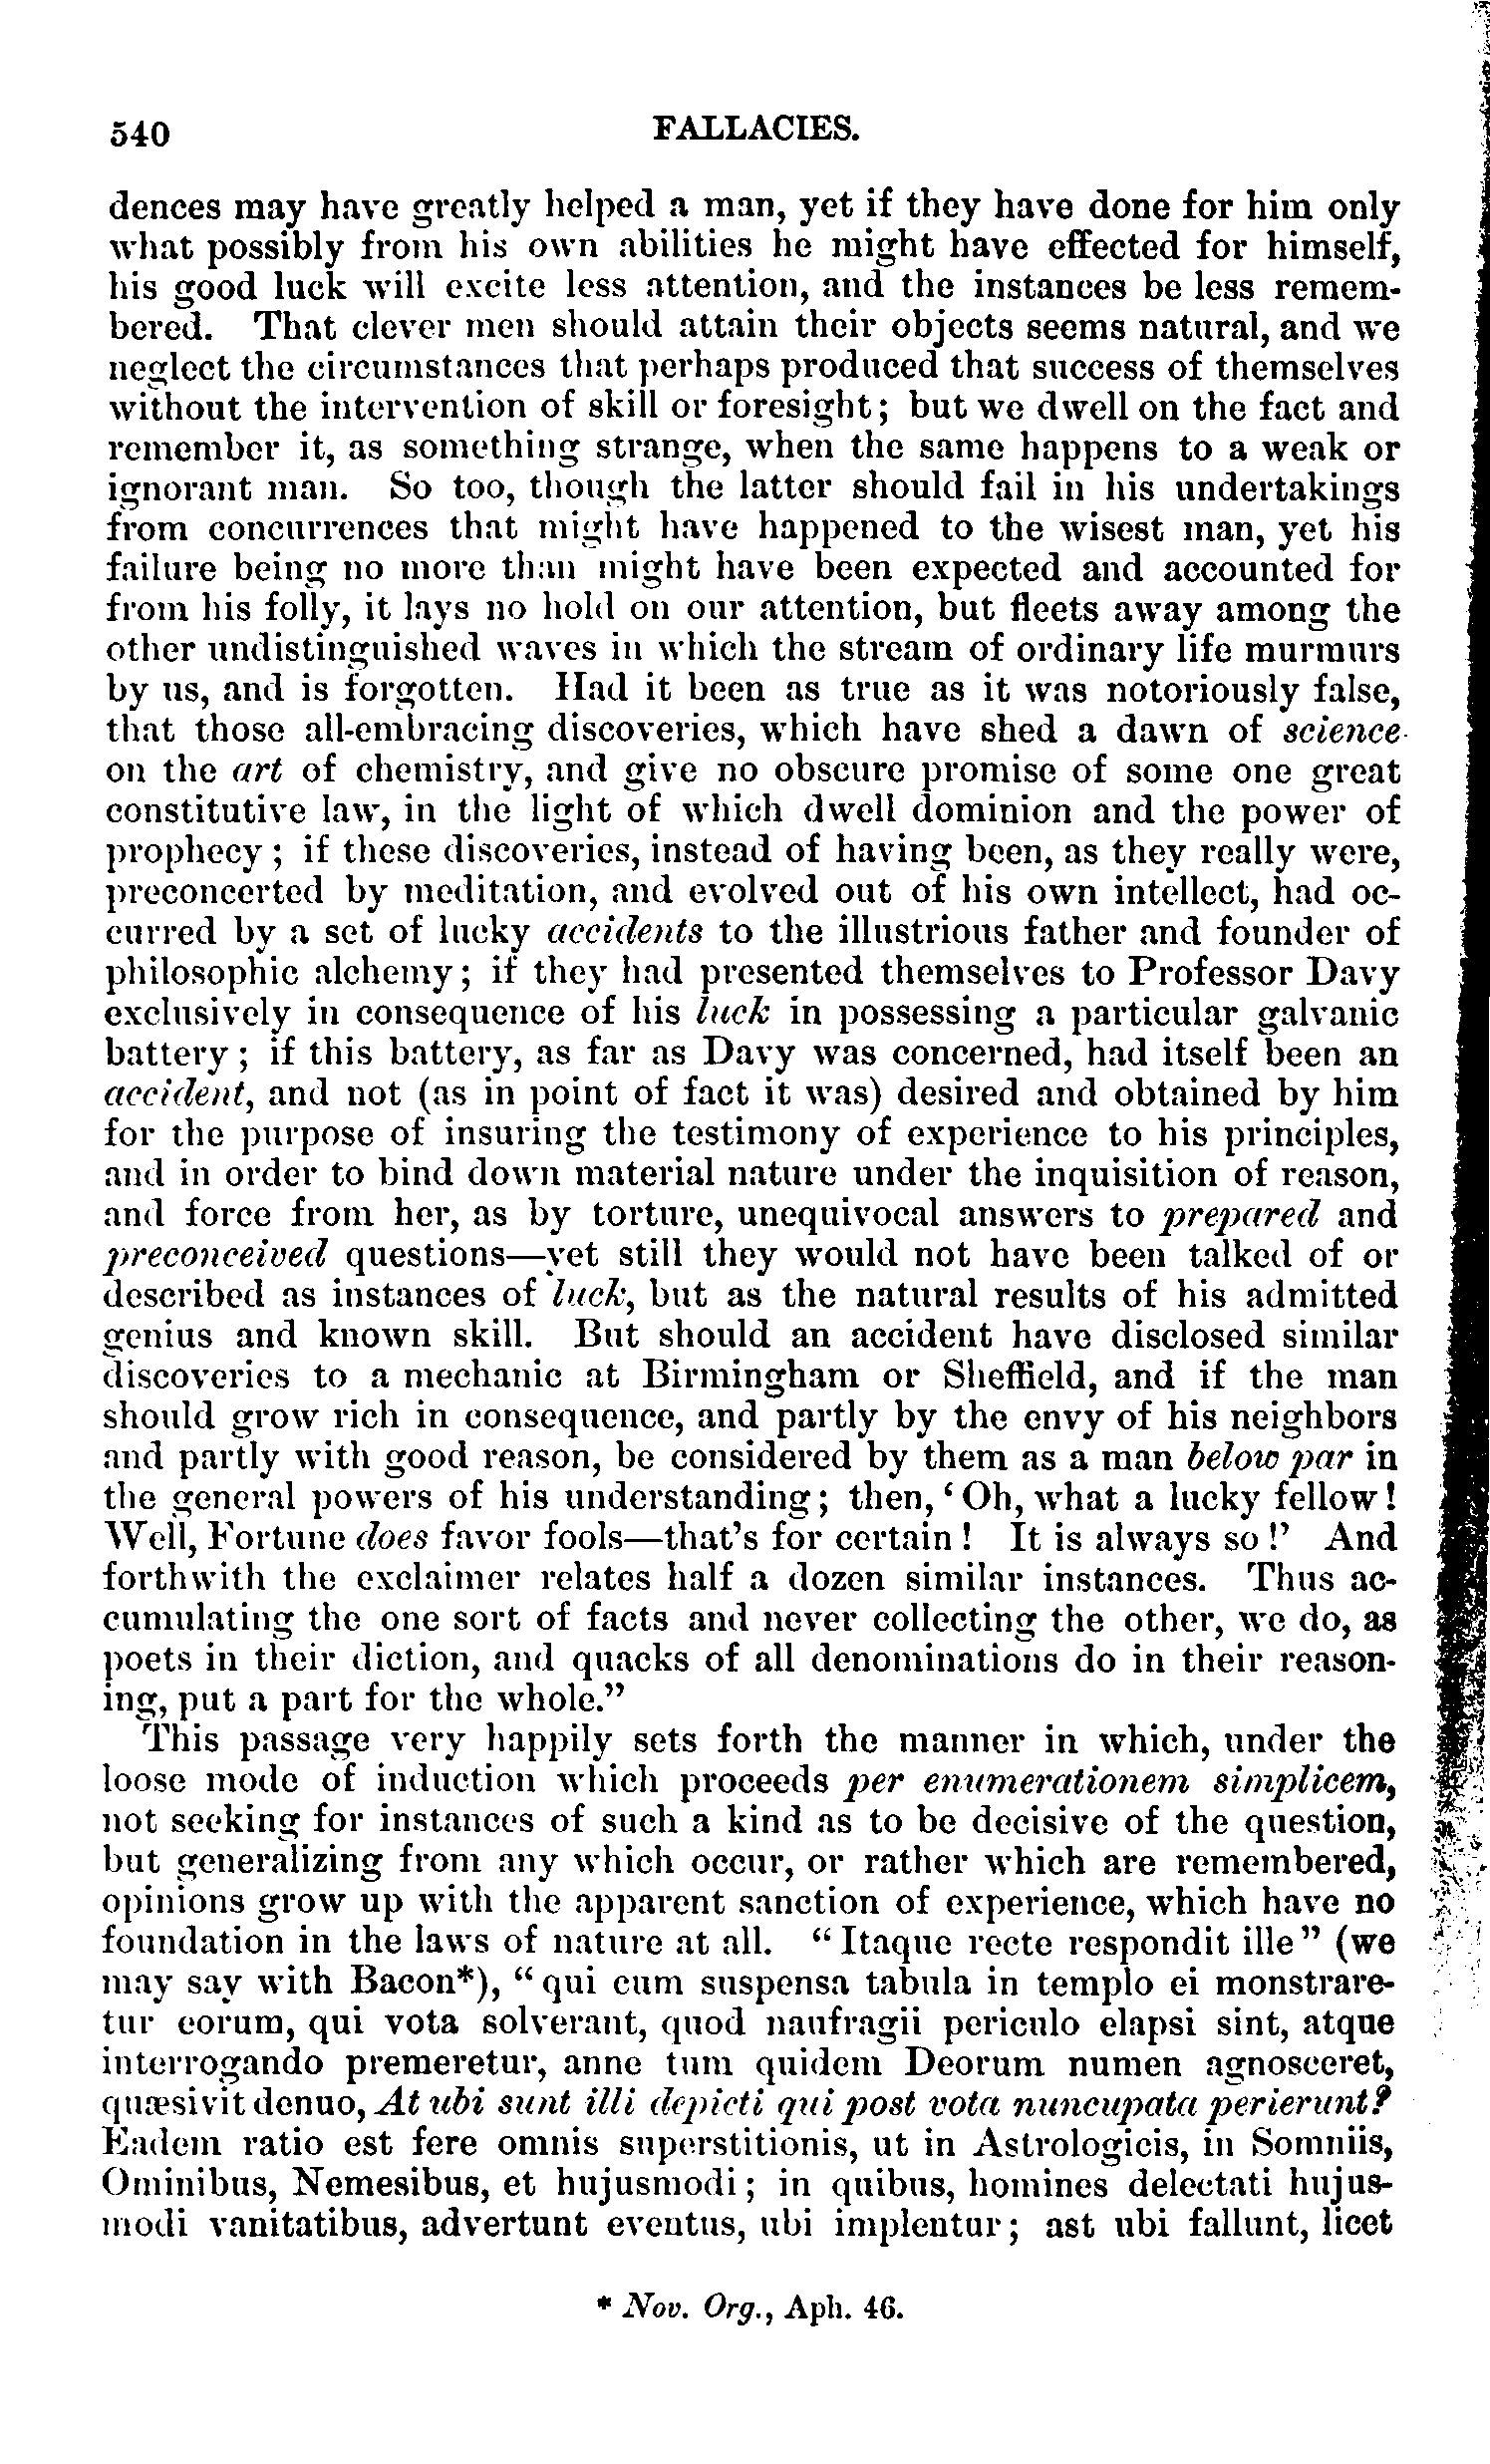 540 FALLACIES.
dences may have greatly helped a man, yet if they have done for him only
what possibly from his own abilities he might have effected for himself,
his good luck will excite less attention, and the instances be less remem-
bered. That clever men should attain their objects seems natural, and we
neglect the circumstances that perhaps produced that success of themselves
without the intervention of skill or foresight; but we dwell on the fact and
remember it, as something strange, when the same happens to a weak or
ignorant man. So too, though the latter should fail in his undertakings
from concurrences that might have happened to the wisest man, yet his
failure being no more than might have been expected and accounted for
from his folly, it lays no hold on our attention, but fleets away among the
other undistinguished waves in which the stream of ordinary life murmurs
by us, and is forgotten. Had it been as true as it was notoriously false,
that those all-embracing discoveries, which have shed a dawn of science
on the art of chemistry, and give no obscure promise of some one great
constitutive law, in the light of which dwell dominion and the power of
prophecy; if these discoveries, instead of having been, as they really were,
preconcerted by meditation, and evolved out of his own intellect, had oc-
curred by a set of lucky accidents to the illustrious father and founder of
philosophic alchemy; if they had presented themselves to Professor Davy
exclusively in consequence of his luck in possessing a particular galvanic
battery; if this battery, as far as Davy was concerned, had itself been an
accident, and not (as in point of fact it was) desired and obtained by him
for the purpose of insuring the testimony of experience to his principles,
and in order to bind down material nature under the inquisition of reason,
and force from her, as by torture, unequivocal answers to prepared and
preconceived questions—yet still they would not have been talked of or
described as instances of luck, but as the natural results of his admitted
genius and known skill. But should an accident have disclosed similar
discoveries to a mechanic at Birmingham or Sheffield, and if the man
should grow rich in consequence, and partly by the envy of his neighbors
and partly with good reason, be considered by them as a man below par in
the general powers of his understanding; then, ‘Oh, what a lucky fellow!
Well, Fortune does favor fools—that's for certain! It is always so!’ And
forthwith the exclaimer relates half a dozen similar instances. Thus ac-
cumulating the one sort of facts and never collecting the other, we do, as
poets in their diction, and quacks of all denominations do in their reason-
ing, put a part for the whole.”
This passage very happily sets forth the manner in which, under the
loose mode of induction which proceeds per enumerationem simplicem,
not seeking for instances of such a kind as to be decisive of the question,
but generalizing from any which occur, or rather which are remembered,
opinions grow up with the apparent sanction of experience, which have no
foundation in the laws of nature at all. “Itaque recte respondit ille” (we
may say with Bacon*), “qui cum suspensa tabula in templo ei monstrare-
tur eorum, qui vota solverant, quod naufragii periculo elapsi sint, atque
interrogando premeretur, anne tum quidem Deorum numen agnosceret,
quæsivit denuo, At ubi sunt illi depicti qui post vota nuncupata perierunt?
Eadem ratio est fere omnis superstitionis, ut in Astrologicis, in Somniis,
Ominibus, Nemesibus, et hujusmodi; in quibus, homines delectati hujus-
modi vanitatibus, advertunt eventus, ubi implentur; ast ubi fallunt, licet
* Nov. Org., Aph. 46.